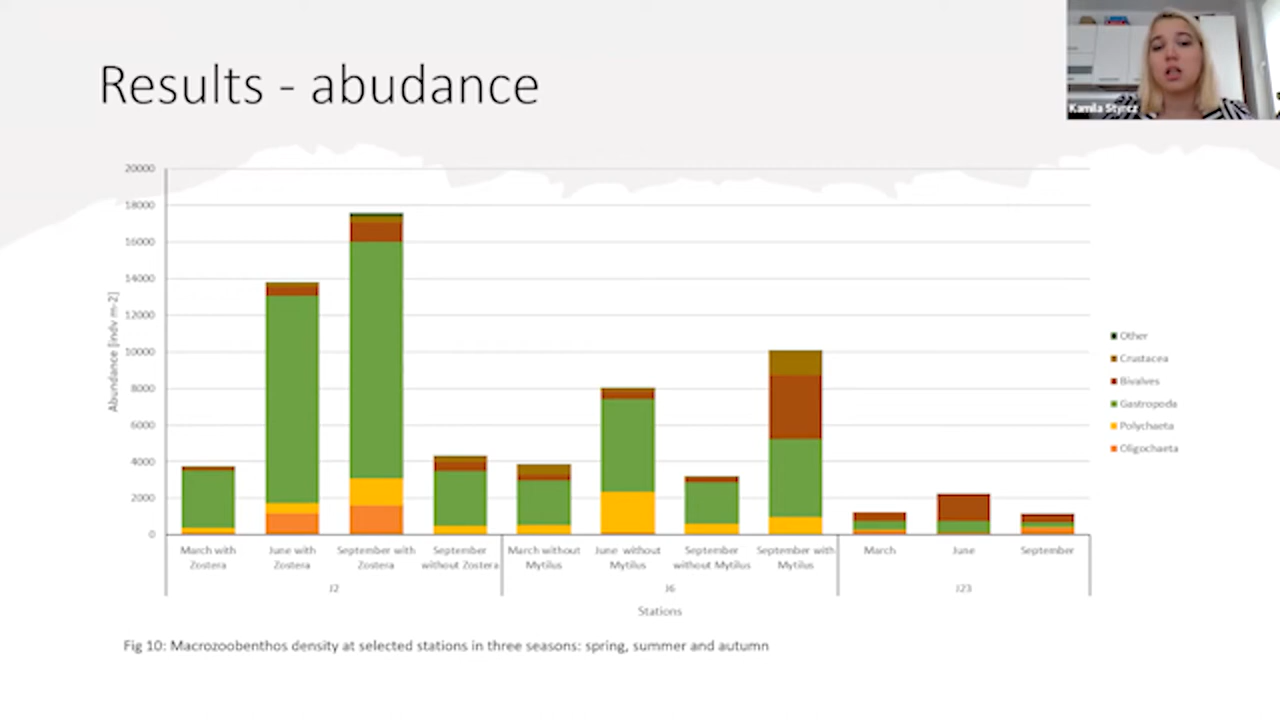 Results - abudance
Kamila Styrcz
20000
18000
16000
14000
12000
10000
8000
6000
4000
2000
0
Abundance [indv m-2]
Other
Crustacea
Bivalves
Gastropoda
Polychaeta
Oligochaeta
March with Zostera
June with Zostera
September with Zostera
September without Zostera
March without Mytilus
June without Mytilus
September without Mytilus
September with Mytilus
March
June
September
J2
J6
J23
Stations
Fig 10: Macrozoobenthos density at selected stations in three seasons: spring, summer and autumn